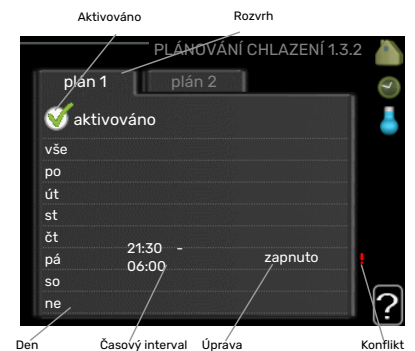 Aktivováno
Rozvrh
PLÁNOVÁNÍ CHLAZENÍ 1.3.2
plán 1
plán 2
aktivováno
vše
po
út
st
čt
pá
21:30 -
06:00
zapnuto
!
so
ne
?
Den
Časový interval
Úprava
Konflikt